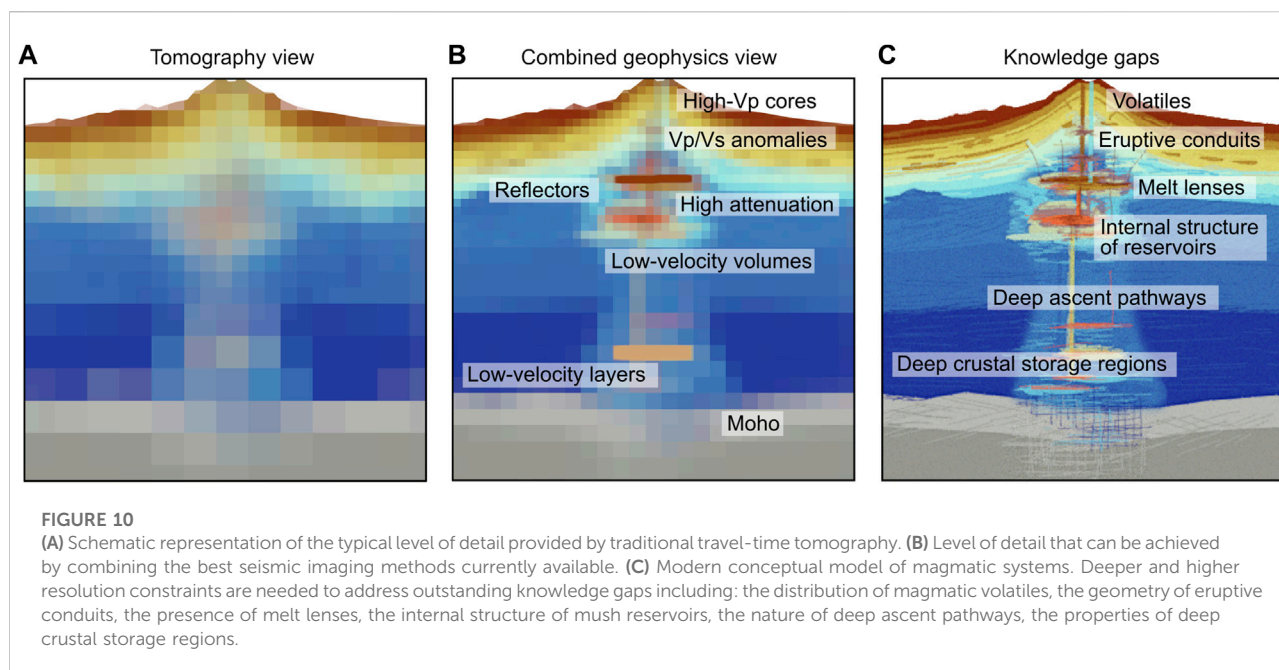 A
Tomography view
B
Combined geophysics view
High-Vp cores
Vp/Vs anomalies
Reflectors
High attenuation
Low-velocity volumes
Low-velocity layers
Moho
C
Knowledge gaps
Volatiles
Eruptive conduits
Melt lenses
Internal structure
of reservoirs
Deep ascent pathways
Deep crustal storage regions
FIGURE 10
(A) Schematic representation of the typical level of detail provided by traditional travel-time tomography. (B) Level of detail that can be achieved
by combining the best seismic imaging methods currently available. (C) Modern conceptual model of magmatic systems. Deeper and higher
resolution constraints are needed to address outstanding knowledge gaps including: the distribution of magmatic volatiles, the geometry of eruptive
conduits, the presence of melt lenses, the internal structure of mush reservoirs, the nature of deep ascent pathways, the properties of deep
crustal storage regions.